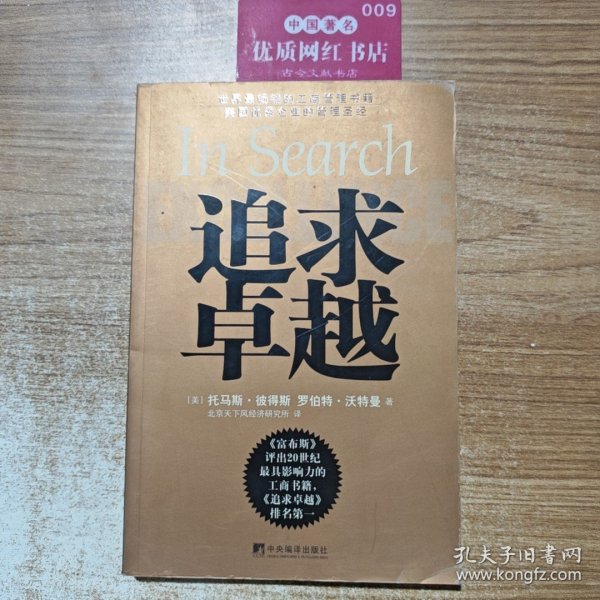 009
中国著名
优质网红书店
古今文献书店
世界最畅销的工商管理书籍
美国优秀企业的管理圣经
In Search
追求
卓越
[美] 托马斯·彼得斯 罗伯特·沃特曼 著
北京天下风经济研究所 译
《富布斯》
评出20世纪
最具影响力的
工商书籍，
《追求卓越》
排名第一
中央编译出版社
孔夫子旧书网
www.kongfz.com